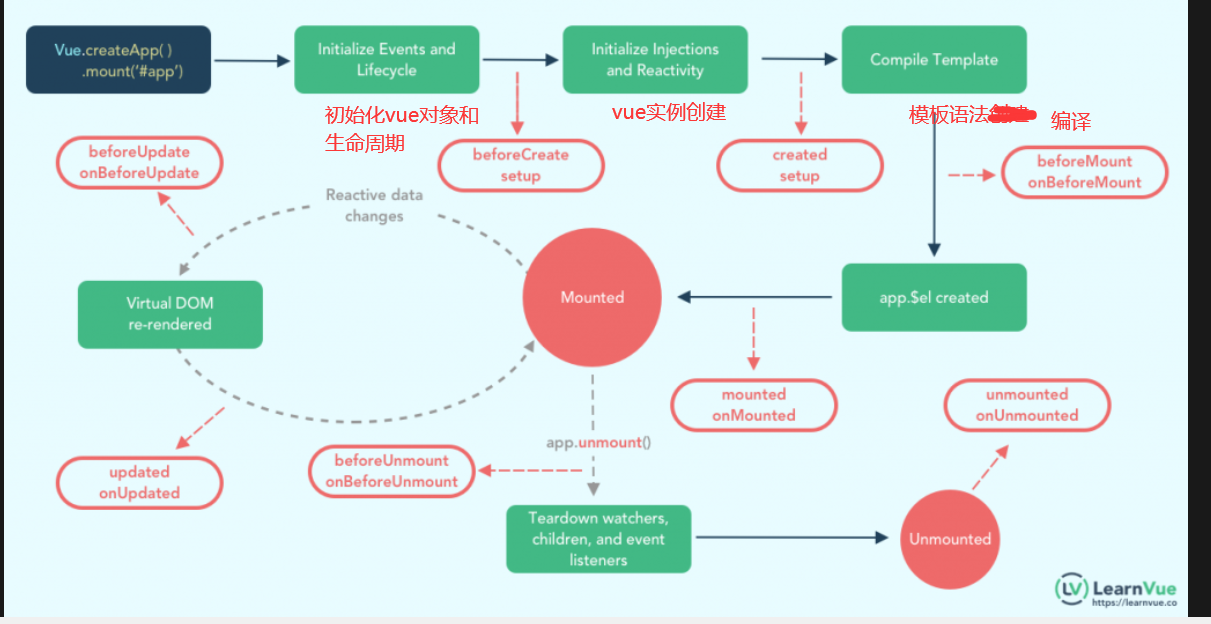 Vue.createApp( )
.mount('#app')
Initialize Events and
Lifecycle
Initialize Injections
and Reactivity
Compile Template
初始化vue对象和
生命周期
vue实例创建
模板语法
编译
beforeUpdate
onBeforeUpdate
beforeCreate
setup
created
setup
beforeMount
onBeforeMount
Reactive data
changes
Virtual DOM
re-rendered
Mounted
app.$el created
mounted
onMounted
unmounted
onUnmounted
app.unmount()
updated
onUpdated
beforeUnmount
onBeforeUnmount
Teardown watchers,
children, and event
listeners
Unmounted
LV LearnVue
https://learnvue.co